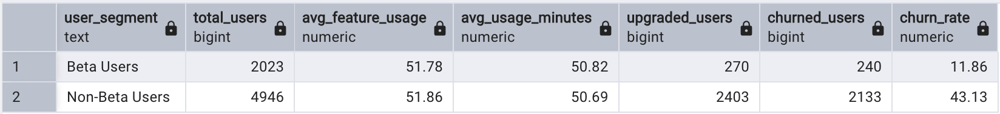 user_segment total_users avg_feature_usage avg_usage_minutes upgraded_users churned_users churn_rate
text bigint numeric numeric bigint bigint numeric
1 Beta Users 2023 51.78 50.82 270 240 11.86
2 Non-Beta Users 4946 51.86 50.69 2403 2133 43.13